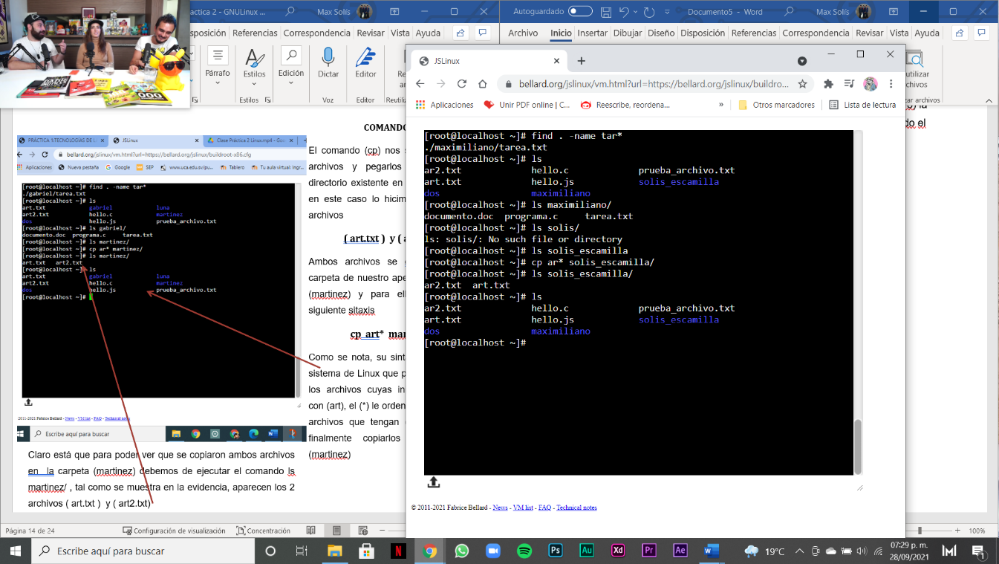 áctica 2 - GNULinux ...
Max Solís
Autoguardado
Documento5 - Word
Max Solís
sposición Referencias Correspondencia Revisar Vista Ayuda
Archivo Inicio Insertar Dibujar Diseño Disposición Referencias Correspondencia Revisar Vista Ayuda
Párrafo
Estilos
Edición
Dictar
Editor
Estilos
Voz
Editor
Reutiliz
utilizar
chivos
zar archivos
JSLinux
bellard.org/jslinux/vm.html?url=https://bellard.org/jslinux/buildro...
Aplicaciones
Unir PDF online | C...
Reescribe, reordena...
»
Otros marcadores
Lista de lectura
[root@localhost ~]# find . -name tar*
./maximiliano/tarea.txt
[root@localhost ~]# ls
ar2.txt hello.c prueba_archivo.txt
art.txt hello.js solis_escamilla
dos maximiliano
[root@localhost ~]# ls maximiliano/
documento.doc programa.c tarea.txt
[root@localhost ~]# ls solis/
ls: solis/: No such file or directory
[root@localhost ~]# ls solis_escamilla
[root@localhost ~]# cp ar* solis_escamilla/
[root@localhost ~]# ls solis_escamilla/
ar2.txt art.txt
[root@localhost ~]# ls
ar2.txt hello.c prueba_archivo.txt
art.txt hello.js solis_escamilla
dos maximiliano
[root@localhost ~]#
© 2011-2021 Fabrice Bellard - News - VM list - FAQ - Technical notes
PRÁCTICA 1:TECNOLOGÍAS DE L
JSLinux
Clase Práctica 2 Linux.mp4 - Goo
bellard.org/jslinux/vm.html?url=https://bellard.org/jslinux/buildroot-x86.cfg
Aplicaciones
Nueva pestaña
Google
SEP
www.uca.edu.sv/pu...
Tablero
Tu aula virtual: Ingr...
[root@localhost ~]# find . -name tar*
./gabriel/tarea.txt
[root@localhost ~]# ls
art.txt gabriel luna
art2.txt hello.c martinez
dos hello.js prueba_archivo.txt
[root@localhost ~]# ls gabriel/
documento.doc programa.c tarea.txt
[root@localhost ~]# ls martinez/
[root@localhost ~]# cp ar* martinez/
[root@localhost ~]# ls martinez/
art.txt art2.txt
[root@localhost ~]# ls
art.txt gabriel luna
ar2.txt hello.c martinez
dos hello.js prueba_archivo.txt
[root@localhost ~]#
2011-2021 Fabrice Bellard - News - VM list - FAQ - Technical notes
Escribe aquí para buscar
COMANDO
El comando (cp) nos s
archivos y pegarlos
directorio existente en
en este caso lo hicim
archivos
( art.txt ) y ( a
Ambos archivos se
carpeta de nuestro ape
(martinez) y para el
siguiente sitaxis
cp art* mar
Como se nota, su sint
sistema de Linux que p
los archivos cuyas in
con (art), el (*) le orden
archivos que tengan
finalmente copiarlos
(martinez)
Claro está que para poder ver que se copiaron ambos archivos
en la carpeta (martinez) debemos de ejecutar el comando ls
martinez/ , tal como se muestra en la evidencia, aparecen los 2
archivos ( art.txt ) y ( art2.txt)
la
do el
Página 14 de 24
Configuración de visualización
Concentración
100%
Escribe aquí para buscar
19°C
07:29 p. m.
28/09/2021